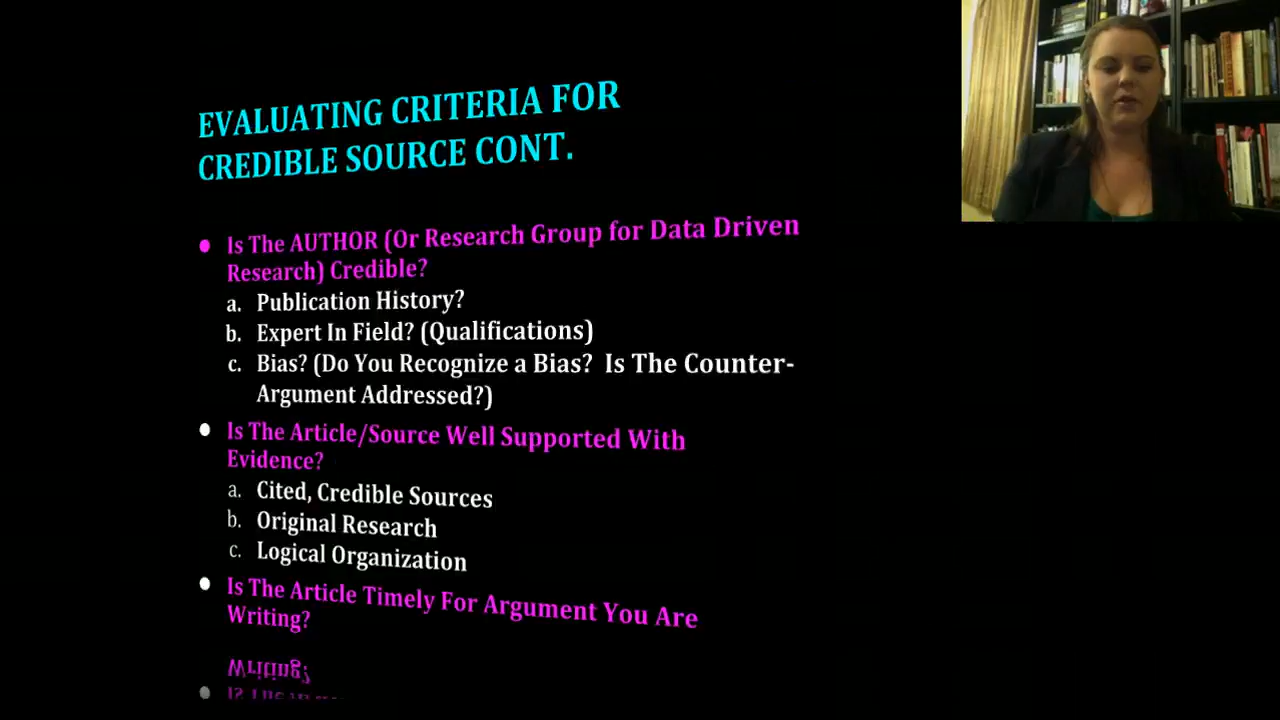 EVALUATING CRITERIA FOR
CREDIBLE SOURCE CONT.
• Is The AUTHOR (Or Research Group for Data Driven
Research) Credible?
a. Publication History?
b. Expert In Field? (Qualifications)
c. Bias? (Do You Recognize a Bias? Is The Counter-
Argument Addressed?)
• Is The Article/Source Well Supported With
Evidence?
a. Cited, Credible Sources
b. Original Research
c. Logical Organization
• Is The Article Timely For Argument You Are
Writing?